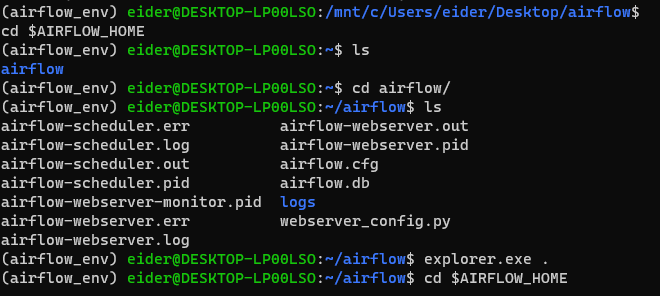 (airflow_env) eider@DESKTOP-LP00LSO:/mnt/c/Users/eider/Desktop/airflow$
cd $AIRFLOW_HOME
(airflow_env) eider@DESKTOP-LP00LSO:~$ ls
airflow
(airflow_env) eider@DESKTOP-LP00LSO:~$ cd airflow/
(airflow_env) eider@DESKTOP-LP00LSO:~/airflow$ ls
airflow-scheduler.err airflow-webserver.out
airflow-scheduler.log airflow-webserver.pid
airflow-scheduler.out airflow.cfg
airflow-scheduler.pid airflow.db
airflow-webserver-monitor.pid logs
airflow-webserver.err webserver_config.py
airflow-webserver.log
(airflow_env) eider@DESKTOP-LP00LSO:~/airflow$ explorer.exe .
(airflow_env) eider@DESKTOP-LP00LSO:~/airflow$ cd $AIRFLOW_HOME